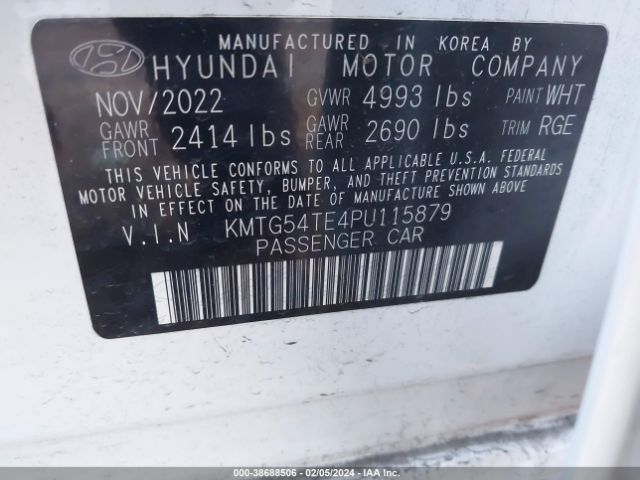 MANUFACTURED IN KOREA BY
HYUNDAI MOTOR COMPANY
NOV/2022 GVWR 4993 lbs PAINT WHT
GAWR FRONT 2414 lbs GAWR REAR 2690 lbs TRIM RGE
THIS VEHICLE CONFORMS TO ALL APPLICABLE U.S.A. FEDERAL
MOTOR VEHICLE SAFETY, BUMPER, AND THEFT PREVENTION
STANDARDS IN EFFECT ON THE DATE OF MANUFACTURE SHOWN ABOVE
V.I.N KMTG54TE4PU115879
PASSENGER CAR
000-38688506 - 02/05/2024 - IAAI.COM